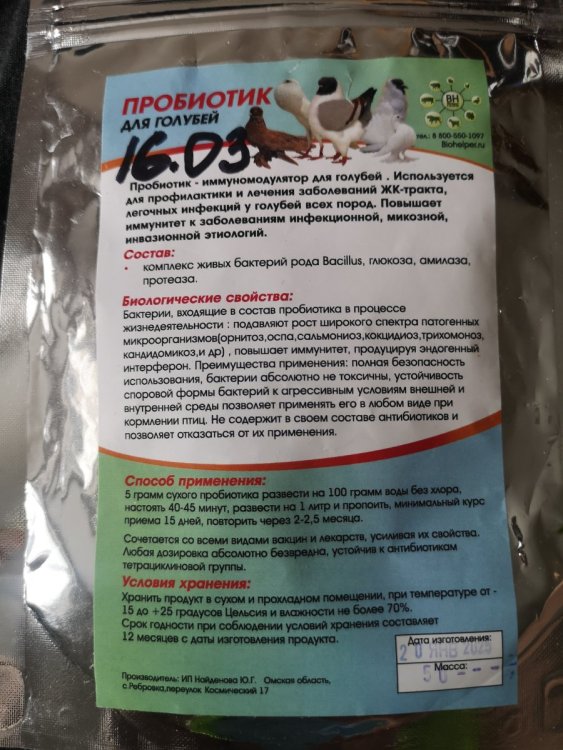 ПРОБИОТИК
ДЛЯ ГОЛУБЕЙ
BH
тел.: 8 800-550-1097
Biohelper.ru
16.03
Пробиотик - иммуномодулятор для голубей . Используется
для профилактики и лечения заболеваний ЖК-тракта,
легочных инфекций у голубей всех пород. Повышает
иммунитет к заболеваниям инфекционной, микозной,
инвазионной этиологий.
Состав:
• комплекс живых бактерий рода Bacillus, глюкоза, амилаза,
протеаза.
Биологические свойства:
Бактерии, входящие в состав пробиотика в процессе
жизнедеятельности : подавляют рост широкого спектра патогенных
микроорганизмов(орнитоз,оспа,сальмониоз,кокцидиоз,трихомоноз,
кандидомикоз,и др) , повышает иммунитет, продуцируя эндогенный
интерферон. Преимущества применения: полная безопасность
использования, бактерии абсолютно не токсичны, устойчивость
споровой формы бактерий к агрессивным условиям внешней и
внутренней среды позволяет применять его в любом виде при
кормлении птиц. Не содержит в своем составе антибиотиков и
позволяет отказаться от их применения.
Способ применения:
5 грамм сухого пробиотика развести на 100 грамм воды без хлора,
настоять 40-45 минут, развести на 1 литр и пропоить, минимальный курс
приема 15 дней, повторить через 2-2,5 месяца.
Сочетается со всеми видами вакцин и лекарств, усиливая их свойства.
Любая дозировка абсолютно безвредна, устойчив к антибиотикам
тетрациклиновой группы.
Условия хранения:
Хранить продукт в сухом и прохладном помещении, при температуре от -
15 до +25 градусов Цельсия и влажности не более 70%.
Срок годности при соблюдении условий хранения составляет
12 месяцев с даты изготовления продукта.
Дата изготовления:
20 ЯНВ 2025
Масса:
50 ---
Производитель: ИП Найденова Ю.Г. Омская область,
с.Ребровка,переулок Космический 17